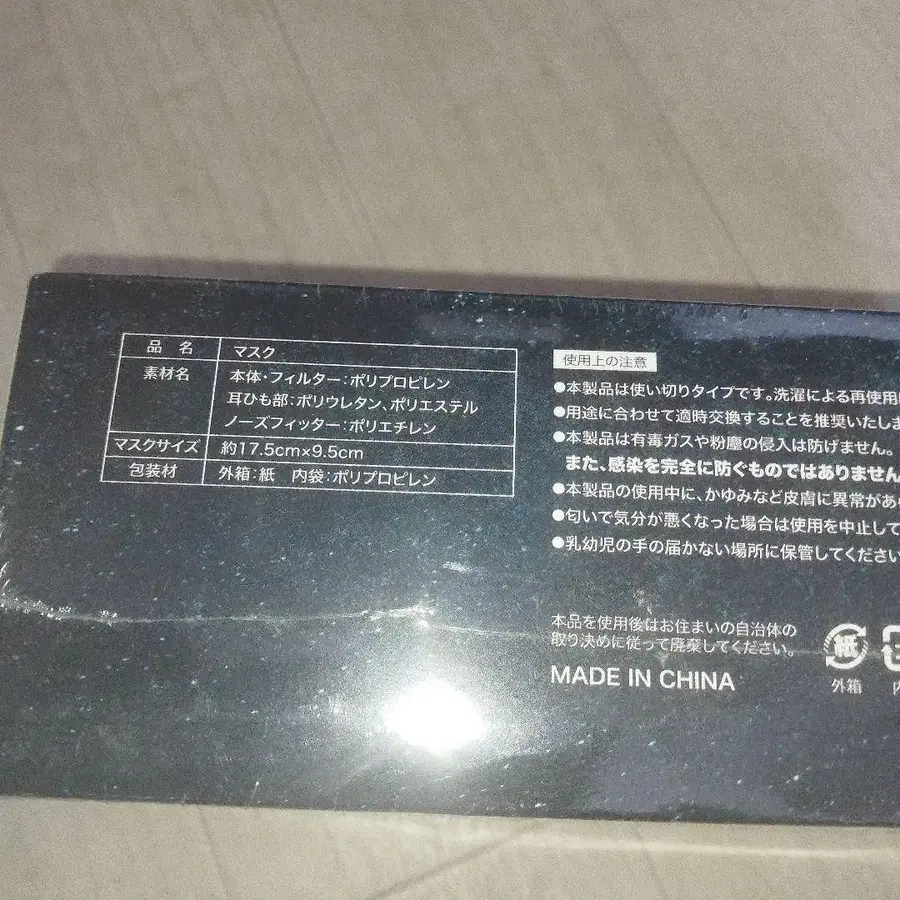 品 名 マスク
素材名 本体・フィルター：ポリプロピレン
耳ひも部：ポリウレタン、ポリエステル
ノーズフィッター：ポリエチレン
マスクサイズ 約17.5cm×9.5cm
包装材 外箱：紙 内袋：ポリプロピレン
使用上の注意
●本製品は使い切りタイプです。洗濯による再使用
●用途に合わせて適時交換することを推奨いたしま
●本製品は有毒ガスや粉塵の侵入は防げません。
また、感染を完全に防ぐものではありません
●本製品の使用中に、かゆみなど皮膚に異常があ
●匂いで気分が悪くなった場合は使用を中止して
●乳幼児の手の届かない場所に保管してください
本品を使用後はお住まいの自治体の
取り決めに従って廃棄してください。
MADE IN CHINA
紙
外箱